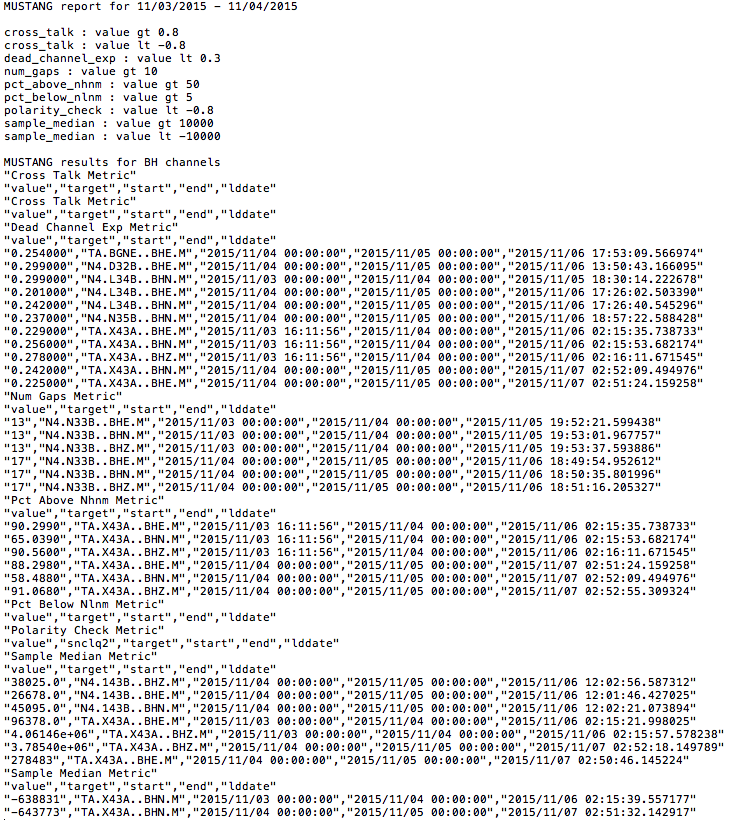 MUSTANG report for 11/03/2015 - 11/04/2015
cross_talk : value gt 0.8
cross_talk : value lt -0.8
dead_channel_exp : value lt 0.3
num_gaps : value gt 10
pct_above_nhnm : value gt 50
pct_below_nlnm : value gt 5
polarity_check : value lt -0.8
sample_median : value gt 10000
sample_median : value lt -10000
MUSTANG results for BH channels
"Cross Talk Metric"
"value","target","start","end","lddate"
"Cross Talk Metric"
"value","target","start","end","lddate"
"Dead Channel Exp Metric"
"value","target","start","end","lddate"
"0.254000","TA.BGNE..BHE.M","2015/11/04 00:00:00","2015/11/05 00:00:00","2015/11/06 17:53:09.566974"
"0.299000","N4.D32B..BHE.M","2015/11/04 00:00:00","2015/11/05 00:00:00","2015/11/06 13:50:43.166095"
"0.299000","N4.L34B..BHN.M","2015/11/03 00:00:00","2015/11/04 00:00:00","2015/11/05 18:30:14.222678"
"0.201000","N4.L34B..BHE.M","2015/11/04 00:00:00","2015/11/05 00:00:00","2015/11/06 17:26:02.503390"
"0.242000","N4.L34B..BHN.M","2015/11/04 00:00:00","2015/11/05 00:00:00","2015/11/06 17:26:40.545296"
"0.237000","N4.N35B..BHN.M","2015/11/04 00:00:00","2015/11/05 00:00:00","2015/11/06 18:57:22.588428"
"0.229000","TA.X43A..BHE.M","2015/11/03 16:11:56","2015/11/04 00:00:00","2015/11/06 02:15:35.738733"
"0.256000","TA.X43A..BHN.M","2015/11/03 16:11:56","2015/11/04 00:00:00","2015/11/06 02:15:53.682174"
"0.278000","TA.X43A..BHZ.M","2015/11/03 16:11:56","2015/11/04 00:00:00","2015/11/06 02:16:11.671545"
"0.242000","TA.X43A..BHN.M","2015/11/04 00:00:00","2015/11/05 00:00:00","2015/11/07 02:52:09.494976"
"0.225000","TA.X43A..BHE.M","2015/11/04 00:00:00","2015/11/05 00:00:00","2015/11/07 02:51:24.159258"
"Num Gaps Metric"
"value","target","start","end","lddate"
"13","N4.N33B..BHE.M","2015/11/03 00:00:00","2015/11/04 00:00:00","2015/11/05 19:52:21.599438"
"13","N4.N33B..BHN.M","2015/11/03 00:00:00","2015/11/04 00:00:00","2015/11/05 19:53:01.967757"
"13","N4.N33B..BHZ.M","2015/11/03 00:00:00","2015/11/04 00:00:00","2015/11/05 19:53:37.593886"
"17","N4.N33B..BHE.M","2015/11/04 00:00:00","2015/11/05 00:00:00","2015/11/06 18:49:54.952612"
"17","N4.N33B..BHN.M","2015/11/04 00:00:00","2015/11/05 00:00:00","2015/11/06 18:50:35.801996"
"17","N4.N33B..BHZ.M","2015/11/04 00:00:00","2015/11/05 00:00:00","2015/11/06 18:51:16.205327"
"Pct Above Nhnm Metric"
"value","target","start","end","lddate"
"90.2990","TA.X43A..BHE.M","2015/11/03 16:11:56","2015/11/04 00:00:00","2015/11/06 02:15:35.738733"
"65.0390","TA.X43A..BHN.M","2015/11/03 16:11:56","2015/11/04 00:00:00","2015/11/06 02:15:53.682174"
"90.5600","TA.X43A..BHZ.M","2015/11/03 16:11:56","2015/11/04 00:00:00","2015/11/06 02:16:11.671545"
"88.2980","TA.X43A..BHE.M","2015/11/04 00:00:00","2015/11/05 00:00:00","2015/11/07 02:51:24.159258"
"58.4880","TA.X43A..BHN.M","2015/11/04 00:00:00","2015/11/05 00:00:00","2015/11/07 02:52:09.494976"
"91.0680","TA.X43A..BHZ.M","2015/11/04 00:00:00","2015/11/05 00:00:00","2015/11/07 02:52:55.309324"
"Pct Below Nlnm Metric"
"value","target","start","end","lddate"
"Polarity Check Metric"
"value","snclq2","target","start","end","lddate"
"Sample Median Metric"
"value","target","start","end","lddate"
"38025.0","N4.143B..BHZ.M","2015/11/04 00:00:00","2015/11/05 00:00:00","2015/11/06 12:02:56.587312"
"26678.0","N4.143B..BHE.M","2015/11/04 00:00:00","2015/11/05 00:00:00","2015/11/06 12:01:46.427025"
"45095.0","N4.143B..BHN.M","2015/11/04 00:00:00","2015/11/05 00:00:00","2015/11/06 12:02:21.073894"
"96378.0","TA.X43A..BHE.M","2015/11/03 00:00:00","2015/11/04 00:00:00","2015/11/06 02:15:21.998025"
"4.06146e+06","TA.X43A..BHZ.M","2015/11/03 00:00:00","2015/11/04 00:00:00","2015/11/06 02:15:57.578238"
"3.78540e+06","TA.X43A..BHZ.M","2015/11/04 00:00:00","2015/11/05 00:00:00","2015/11/07 02:52:18.149789"
"278483","TA.X43A..BHE.M","2015/11/04 00:00:00","2015/11/05 00:00:00","2015/11/07 02:50:46.145224"
"Sample Median Metric"
"value","target","start","end","lddate"
"-638831","TA.X43A..BHN.M","2015/11/03 00:00:00","2015/11/04 00:00:00","2015/11/06 02:15:39.557177"
"-643773","TA.X43A..BHN.M","2015/11/04 00:00:00","2015/11/05 00:00:00","2015/11/07 02:51:32.142917"